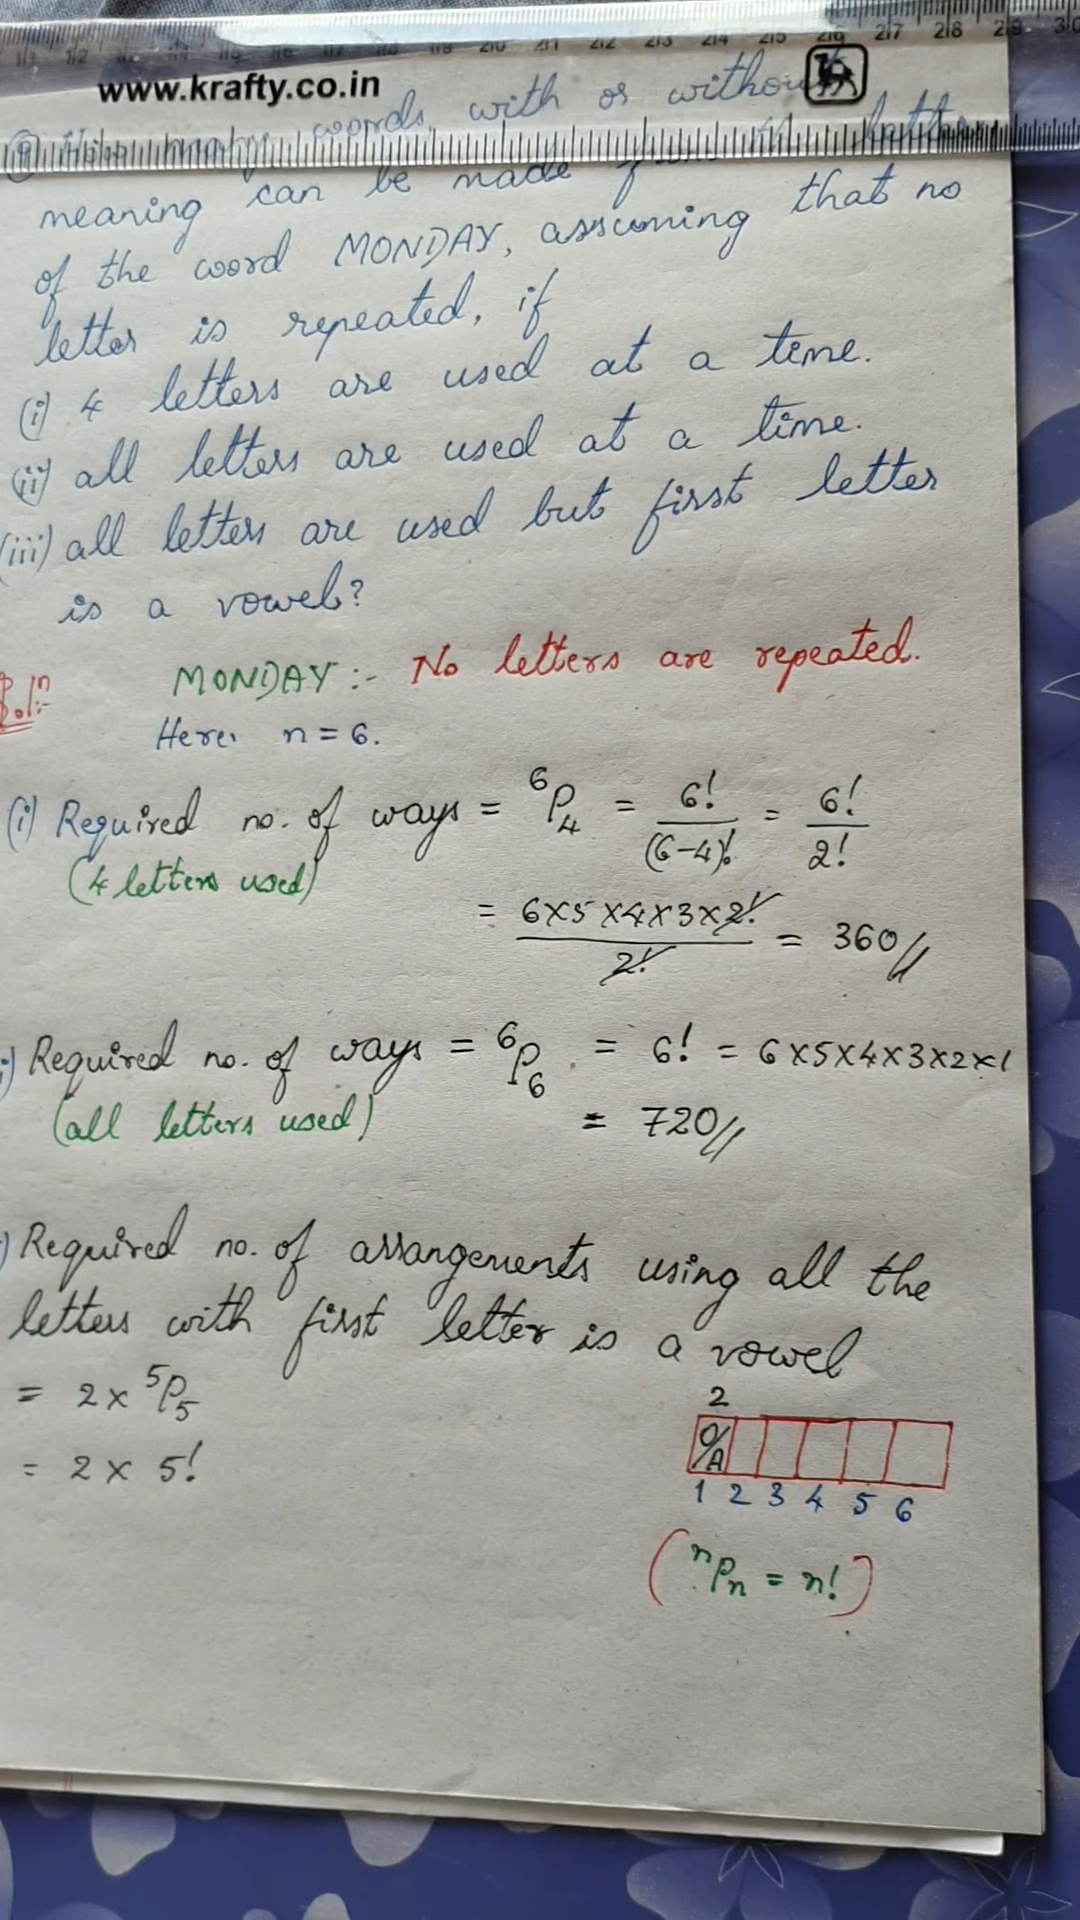 www.krafty.co.in
words with or without
meaning can be made
of the word MONDAY, assuming that no
letter is repeated, if
(i) 4 letters are used at a time.
(ii) all letters are used at a time.
(iii) all letters are used but first letter
is a vowel?
Sol:-
MONDAY :- No letters are repeated.
Here, n = 6.
(i) Required no. of ways = ⁶P₄ = 6!/(6-4)! = 6!/2!
(4 letters used)
= 6×5×4×3×2!/2! = 360//
Required no. of ways = ⁶P₆ = 6! = 6×5×4×3×2×1
(all letters used)
= 720//
Required no. of arrangements using all the
letters with first letter is a vowel
= 2 × ⁵P₅
= 2 × 5!
2
O/A
1 2 3 4 5 6
(ⁿPₙ = n!)